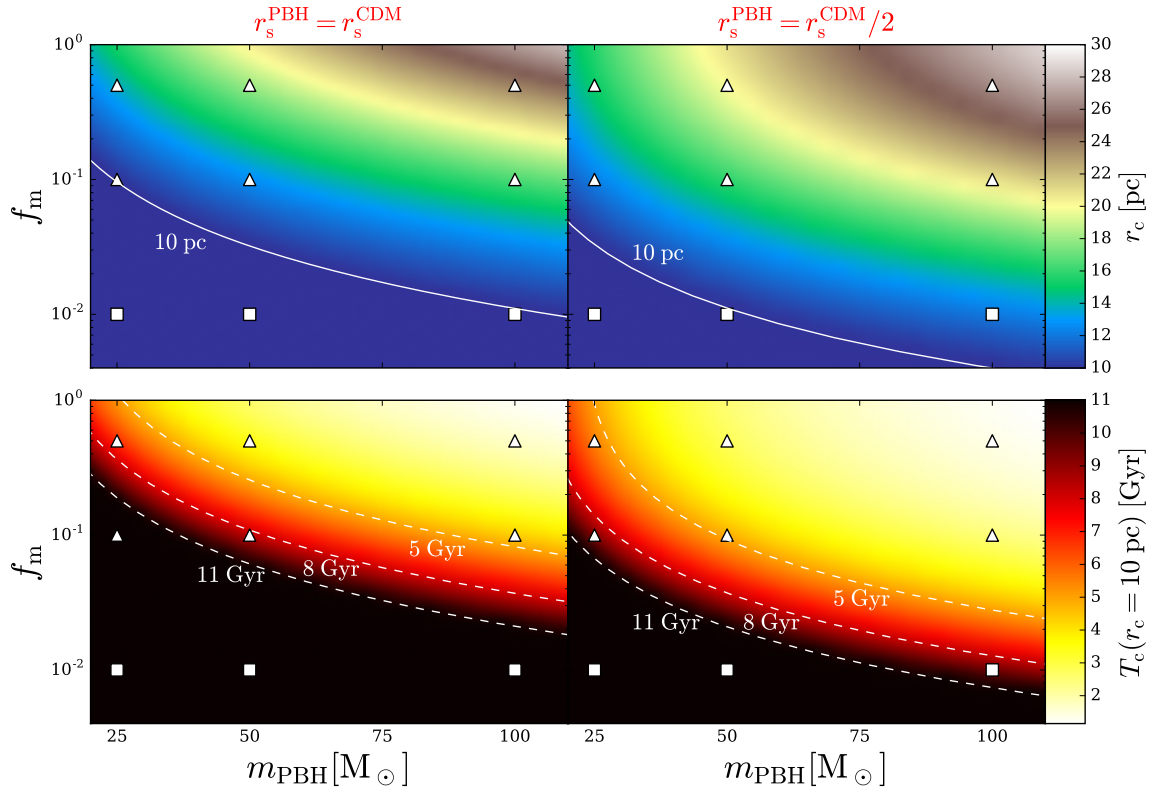 r_s^PBH = r_s^CDM
r_s^PBH = r_s^CDM/2
10^0
10^-1
10^-2
f_m
10 pc
10 pc
30
28
26
24
22
20
18
16
14
12
10
r_c [pc]
10^0
10^-1
10^-2
f_m
5 Gyr
8 Gyr
11 Gyr
5 Gyr
8 Gyr
11 Gyr
11
10
9
8
7
6
5
4
3
2
T_c(r_c = 10 pc) [Gyr]
25 50 75 100
25 50 75 100
m_PBH[M_⊙]
m_PBH[M_⊙]